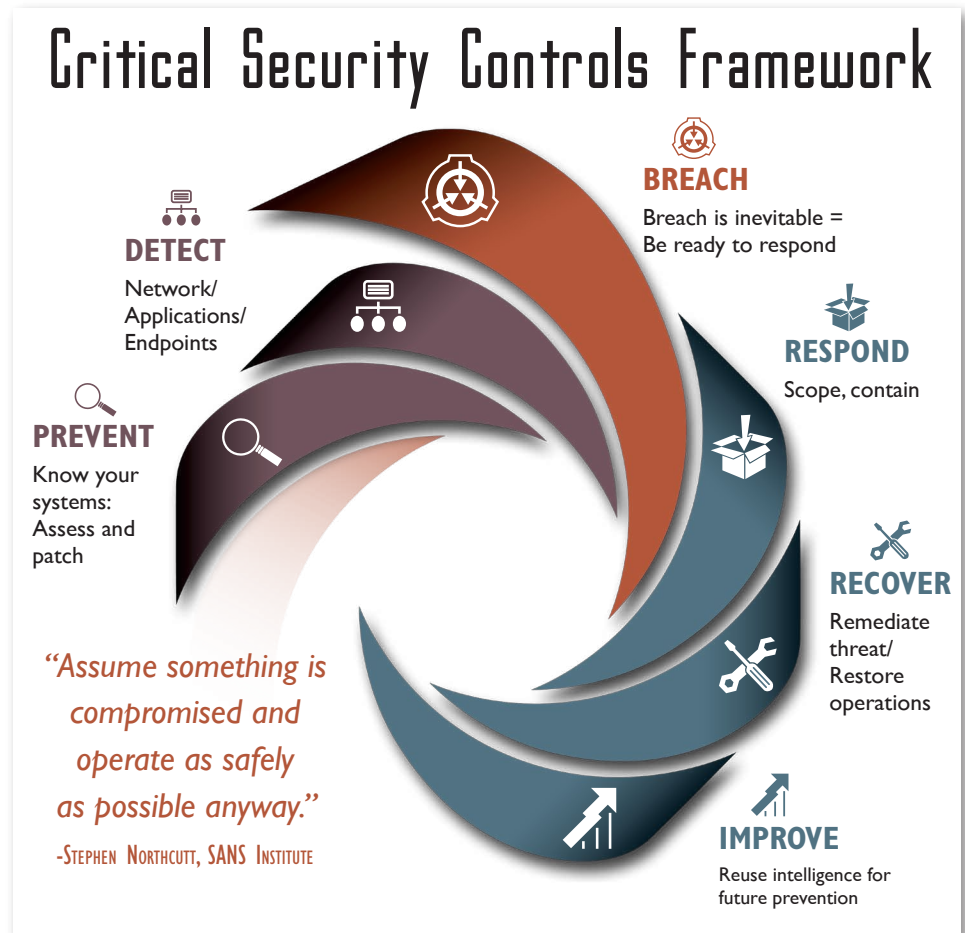 Critical Security Controls Framework
BREACH
Breach is inevitable =
Be ready to respond
DETECT
Network/
Applications/
Endpoints
RESPOND
Scope, contain
PREVENT
Know your
systems:
Assess and
patch
RECOVER
Remediate
threat/
Restore
operations
“Assume something is
compromised and
operate as safely
as possible anyway.”
-Stephen Northcutt, SANS Institute
IMPROVE
Reuse intelligence for
future prevention